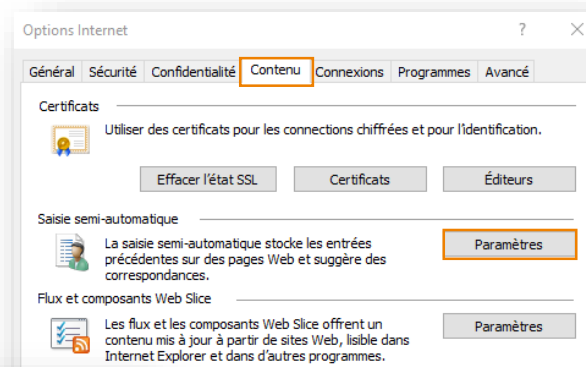 Options Internet ?
Général Sécurité Confidentialité Contenu Connexions Programmes Avancé
Certificats
Utiliser des certificats pour les connections chiffrées et pour l'identification.
Effacer l'état SSL Certificats Éditeurs
Saisie semi-automatique
La saisie semi-automatique stocke les entrées
précédentes sur des pages Web et suggère des
correspondances.
Paramètres
Flux et composants Web Slice
Les flux et les composants Web Slice offrent un
contenu mis à jour à partir de sites Web, lisible dans
Internet Explorer et dans d'autres programmes.
Paramètres